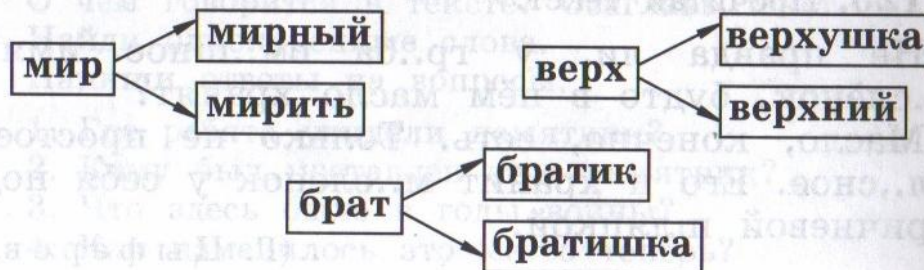 мирный
верхушка
мир
верх
мирить
верхний
братик
брат
братишка